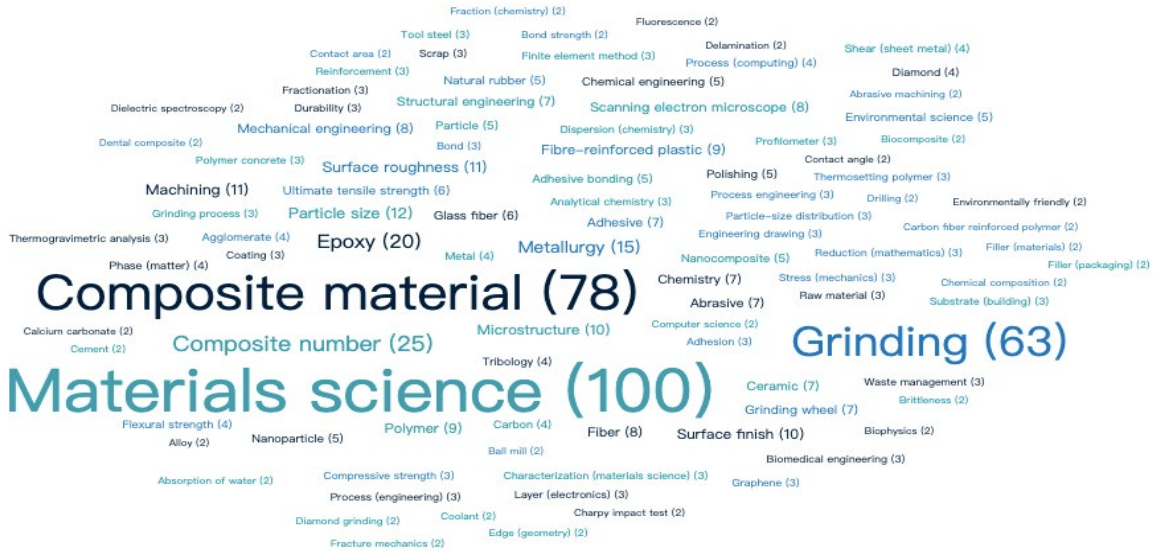 Fraction (chemistry) (2)
Fluorescence (2)
Tool steel (3)
Bond strength (2)
Delamination (2)
Shear (sheet metal) (4)
Contact area (2)
Scrap (3)
Finite element method (3)
Process (computing) (4)
Reinforcement (3)
Diamond (4)
Natural rubber (5)
Chemical engineering (5)
Fractionation (3)
Abrasive machining (2)
Dielectric spectroscopy (2)
Durability (3)
Structural engineering (7)
Scanning electron microscope (8)
Environmental science (5)
Mechanical engineering (8)
Particle (5)
Dispersion (chemistry) (3)
Dental composite (2)
Bond (3)
Fibre-reinforced plastic (9)
Profilometer (3)
Biocomposite (2)
Polymer concrete (3)
Surface roughness (11)
Contact angle (2)
Adhesive bonding (5)
Polishing (5)
Thermosetting polymer (3)
Machining (11)
Ultimate tensile strength (6)
Process engineering (3)
Drilling (2)
Analytical chemistry (3)
Environmentally friendly (2)
Grinding process (3)
Particle size (12)
Glass fiber (6)
Adhesive (7)
Particle-size distribution (3)
Carbon fiber reinforced polymer (2)
Thermogravimetric analysis (3)
Agglomerate (4)
Epoxy (20)
Metallurgy (15)
Engineering drawing (3)
Filler (materials) (2)
Coating (3)
Metal (4)
Nanocomposite (5)
Reduction (mathematics) (3)
Phase (matter) (4)
Filler (packaging) (2)
Composite material (78)
Chemistry (7)
Stress (mechanics) (3)
Chemical composition (2)
Abrasive (7)
Raw material (3)
Substrate (building) (3)
Calcium carbonate (2)
Microstructure (10)
Computer science (2)
Cement (2)
Composite number (25)
Adhesion (3)
Grinding (63)
Tribology (4)
Materials science (100)
Ceramic (7)
Waste management (3)
Brittleness (2)
Grinding wheel (7)
Flexural strength (4)
Polymer (9)
Carbon (4)
Fiber (8)
Surface finish (10)
Biophysics (2)
Alloy (2)
Nanoparticle (5)
Ball mill (2)
Biomedical engineering (3)
Absorption of water (2)
Compressive strength (3)
Characterization (materials science) (3)
Graphene (3)
Process (engineering) (3)
Layer (electronics) (3)
Diamond grinding (2)
Coolant (2)
Charpy impact test (2)
Edge (geometry) (2)
Fracture mechanics (2)